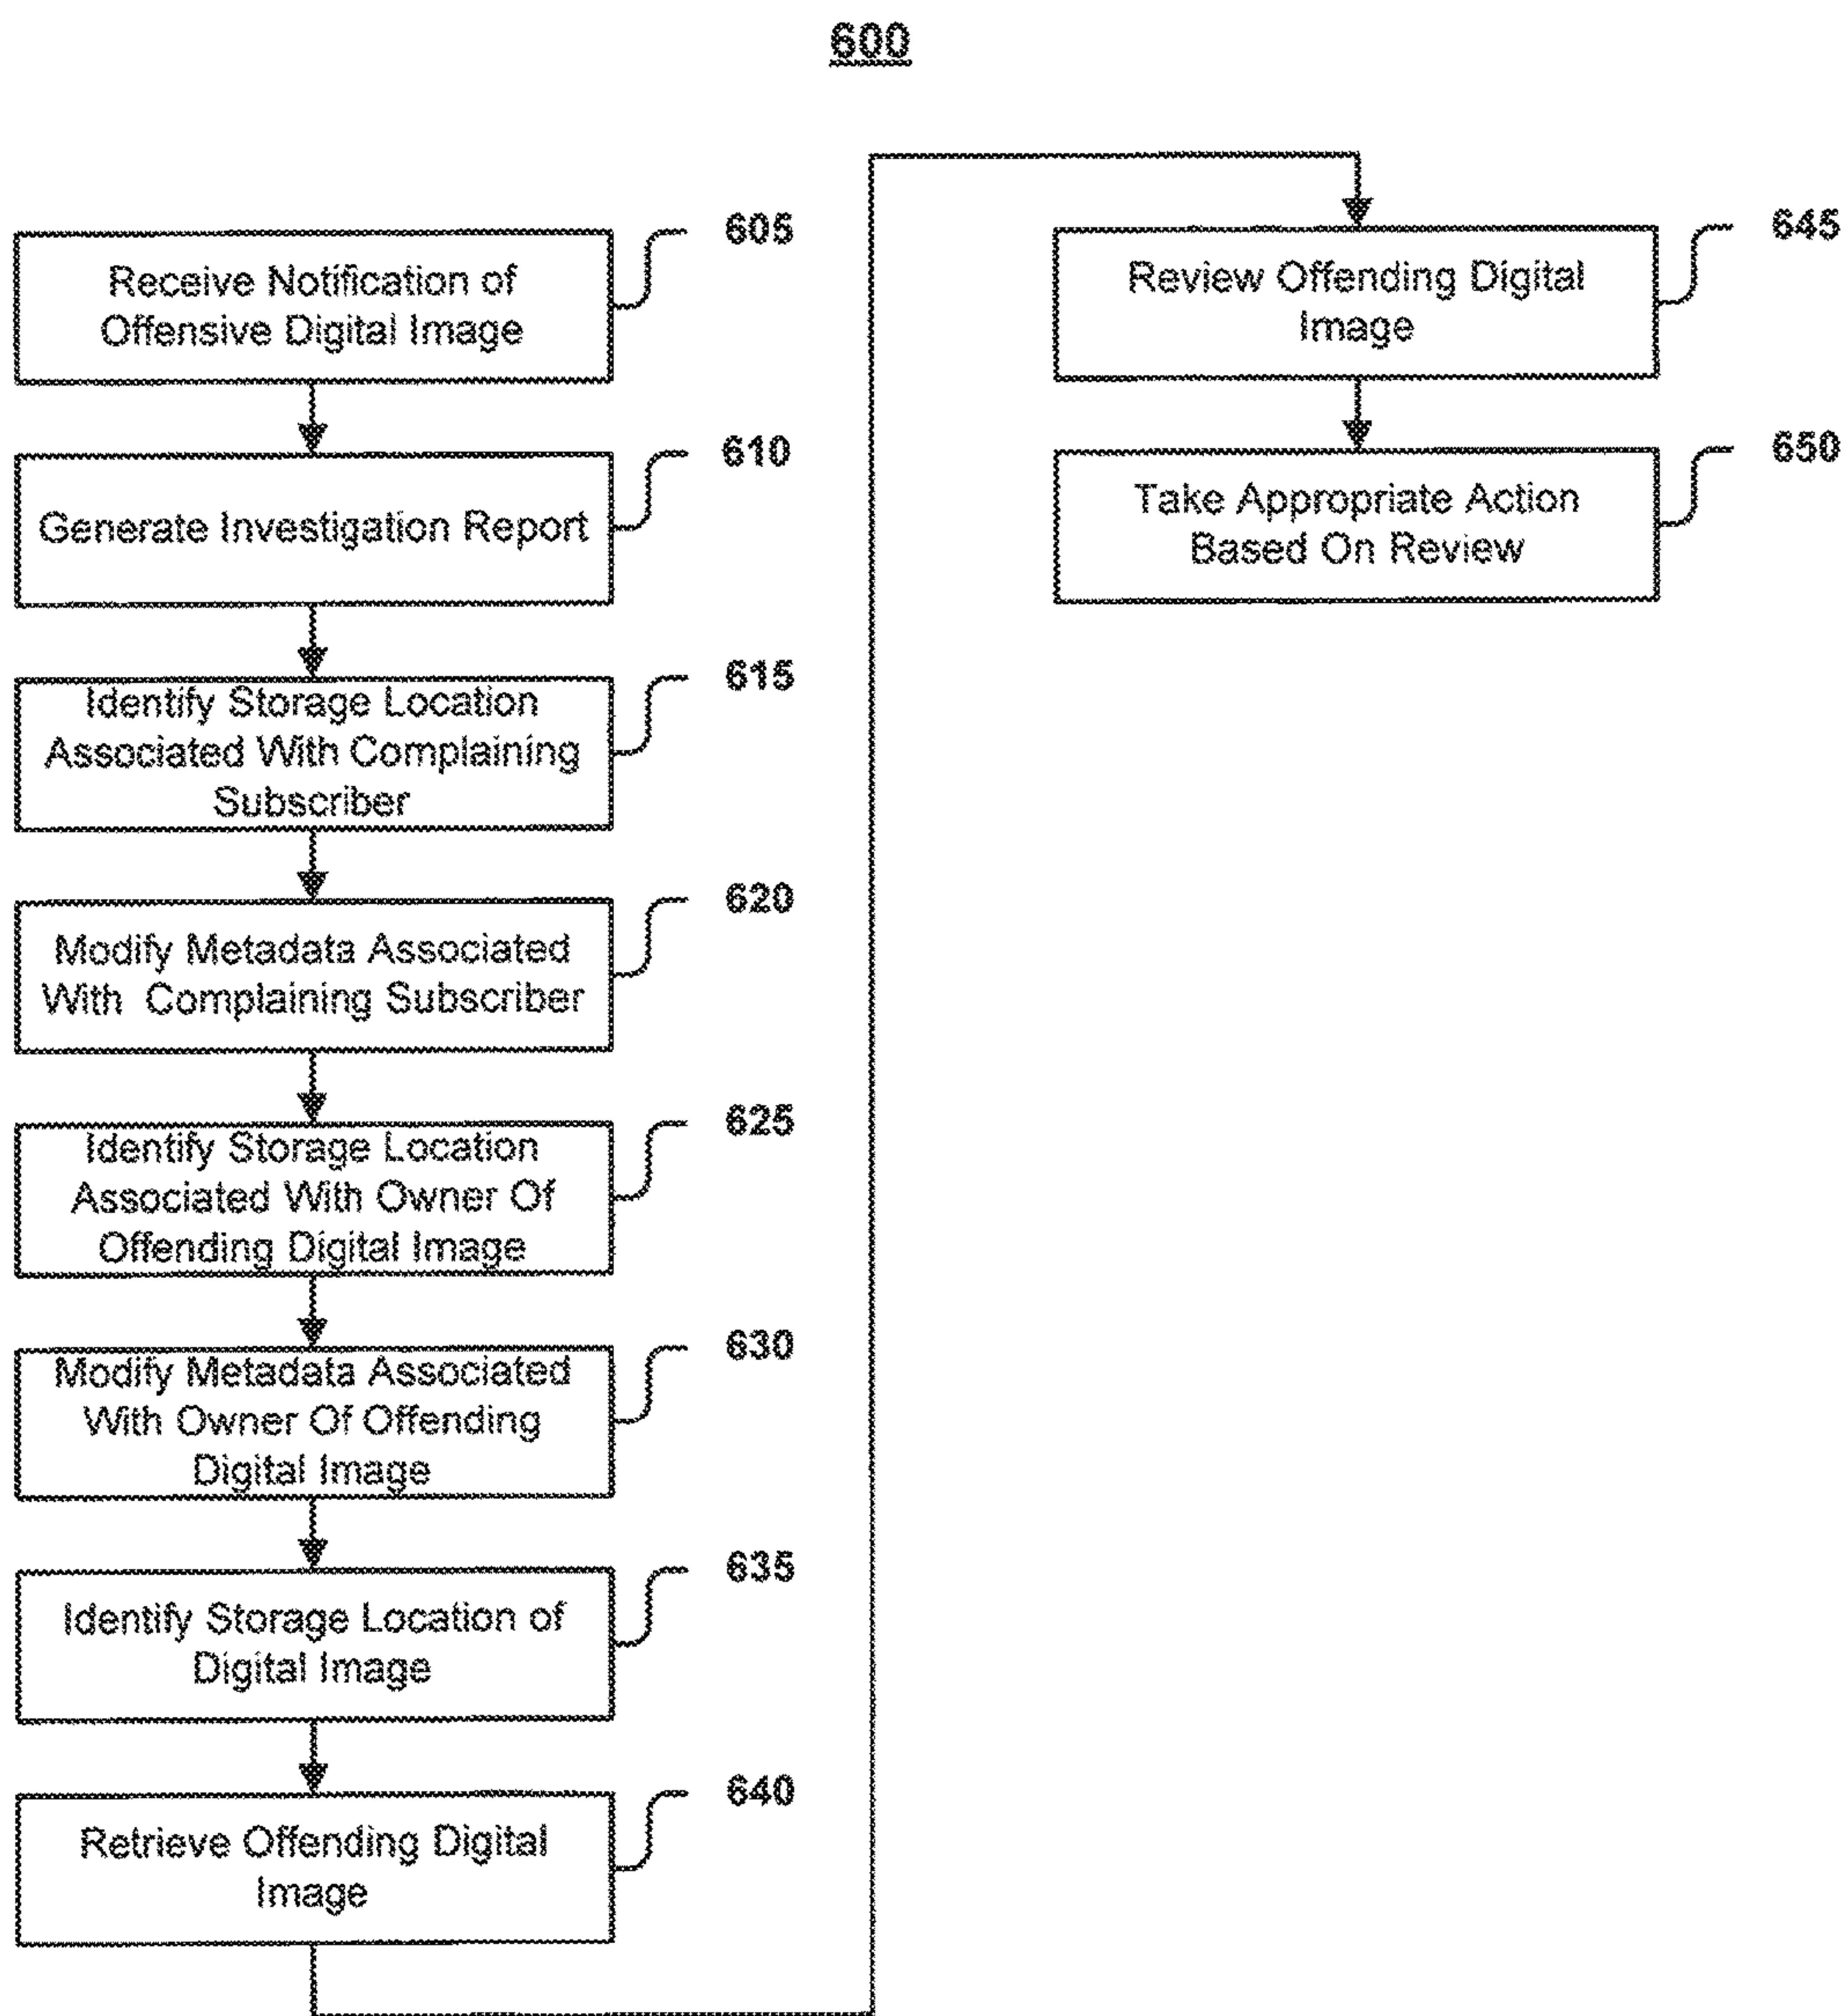 600
605
Receive Notification of
Offensive Digital Image
610
Generate Investigation Report
615
Identify Storage Location
Associated With Complaining
Subscriber
620
Modify Metadata Associated
With Complaining Subscriber
625
Identify Storage Location
Associated With Owner Of
Offending Digital Image
630
Modify Metadata Associated
With Owner Of Offending
Digital Image
635
Identify Storage Location of
Digital Image
640
Retrieve Offending Digital
Image
645
Review Offending Digital
Image
650
Take Appropriate Action
Based On Review